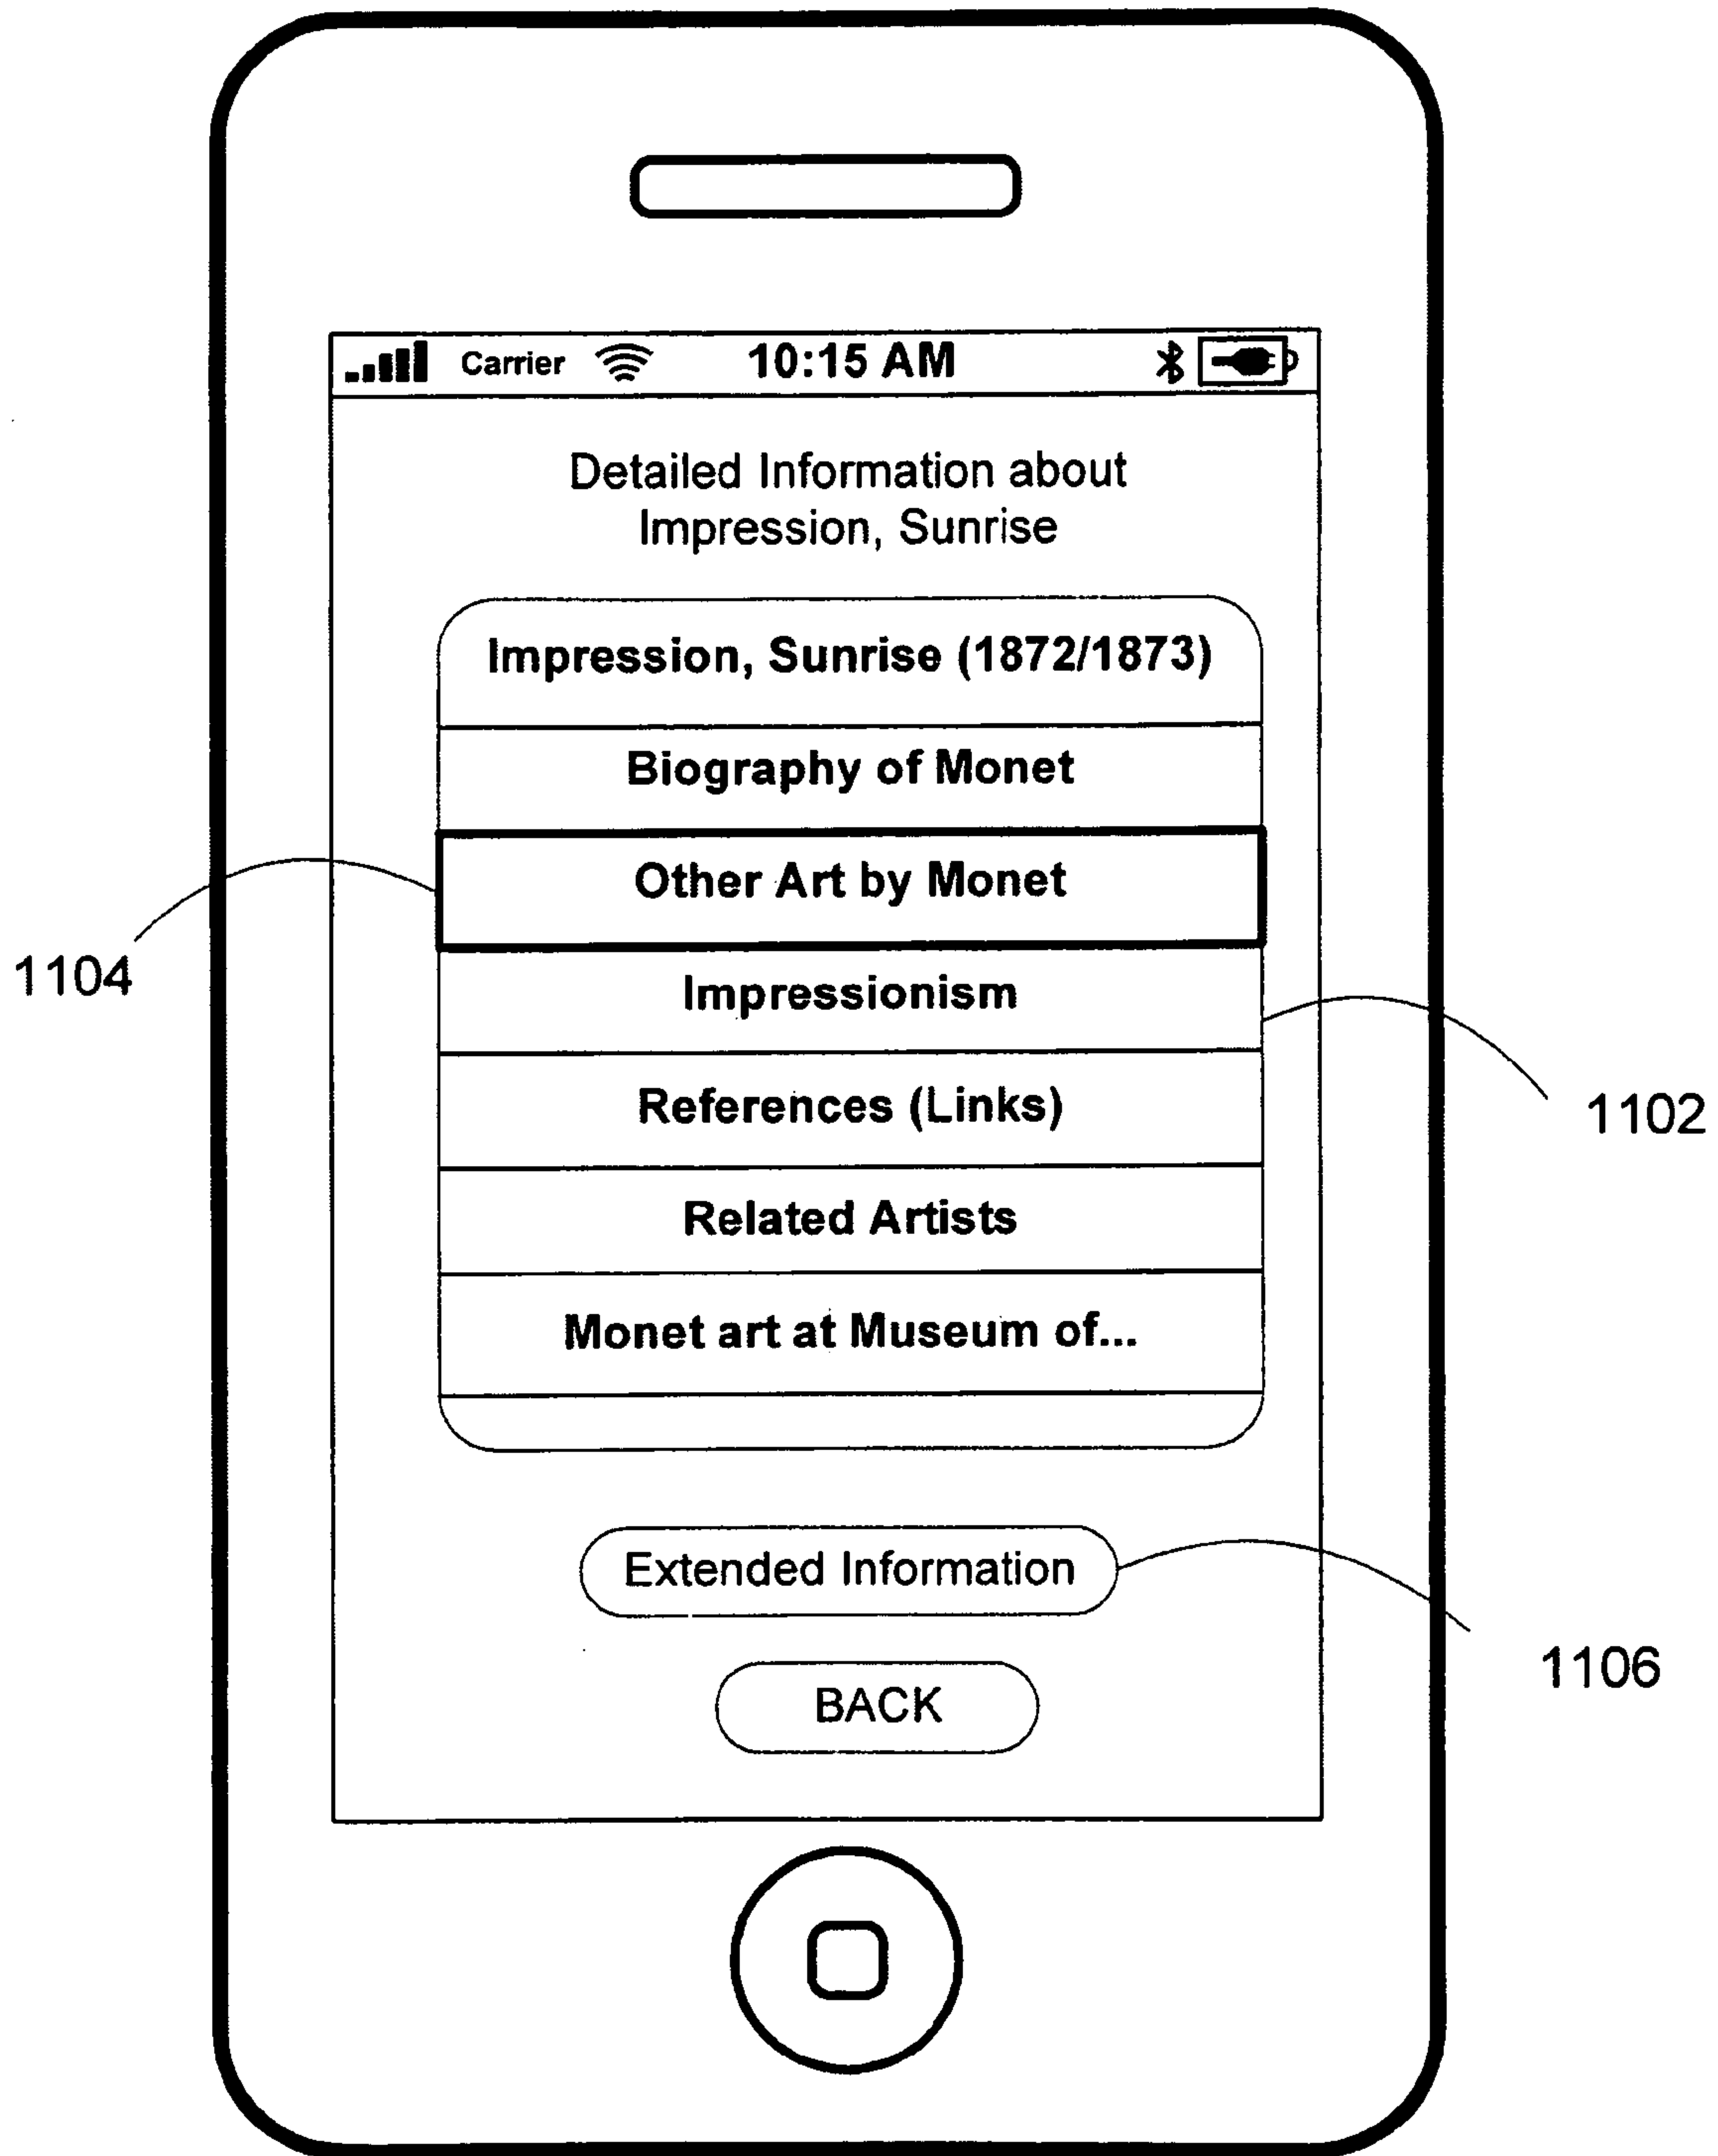 Carrier 10:15 AM
Detailed Information about
Impression, Sunrise
Impression, Sunrise (1872/1873)
Biography of Monet
Other Art by Monet
1104
Impressionism
1102
References (Links)
Related Artists
Monet art at Museum of...
Extended Information
1106
BACK